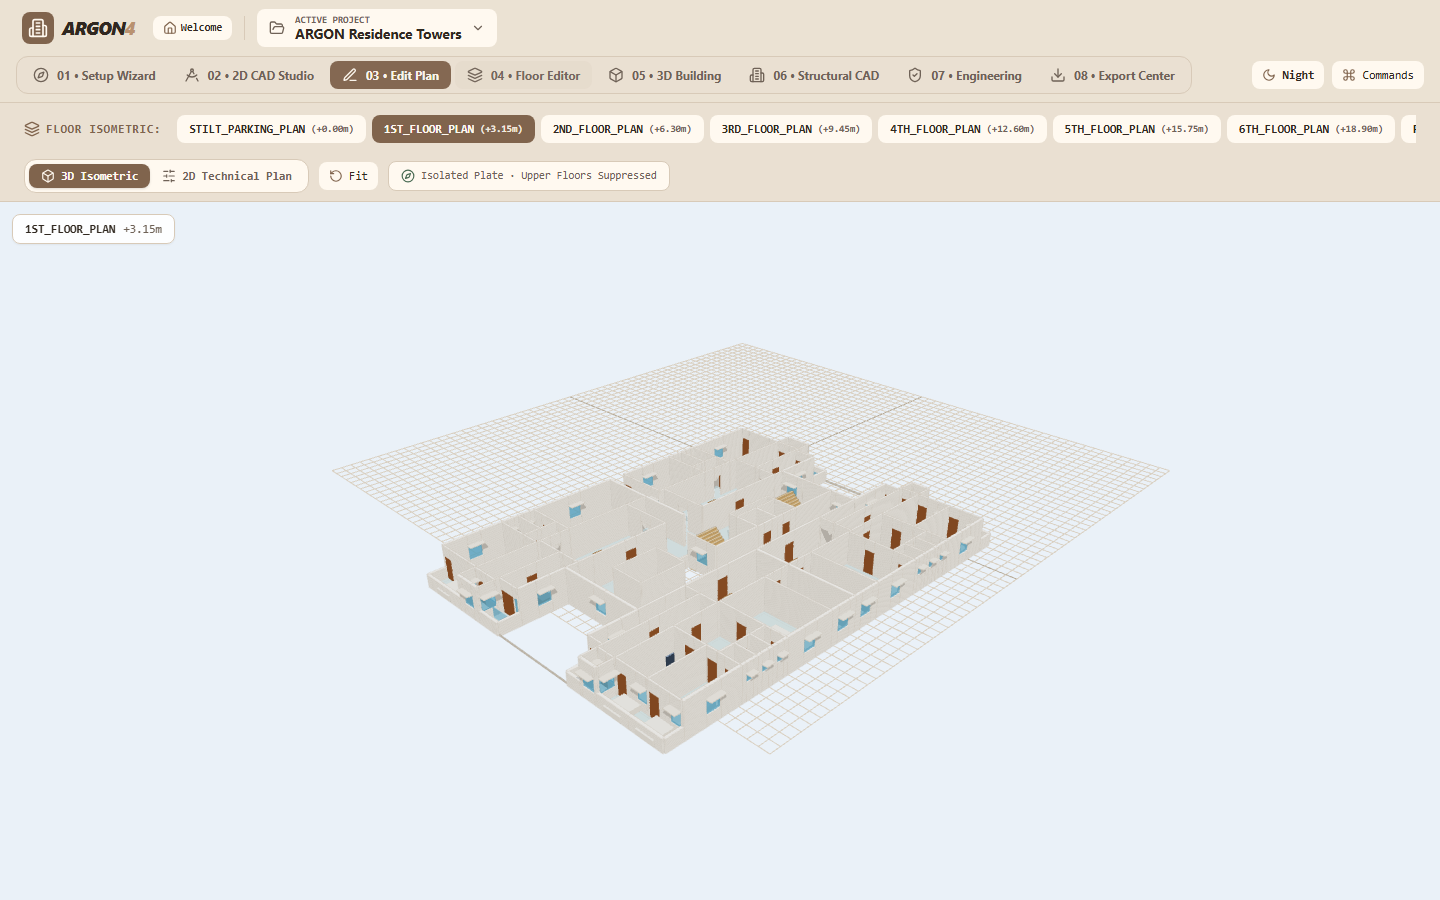 ARGON4
Welcome
ACTIVE PROJECT
ARGON Residence Towers
01 • Setup Wizard
02 • 2D CAD Studio
03 • Edit Plan
04 • Floor Editor
05 • 3D Building
06 • Structural CAD
07 • Engineering
08 • Export Center
Night
Commands
FLOOR ISOMETRIC:
STILT_PARKING_PLAN (+0.00m)
1ST_FLOOR_PLAN (+3.15m)
2ND_FLOOR_PLAN (+6.30m)
3RD_FLOOR_PLAN (+9.45m)
4TH_FLOOR_PLAN (+12.60m)
5TH_FLOOR_PLAN (+15.75m)
6TH_FLOOR_PLAN (+18.90m)
3D Isometric
2D Technical Plan
Fit
Isolated Plate · Upper Floors Suppressed
1ST_FLOOR_PLAN +3.15m